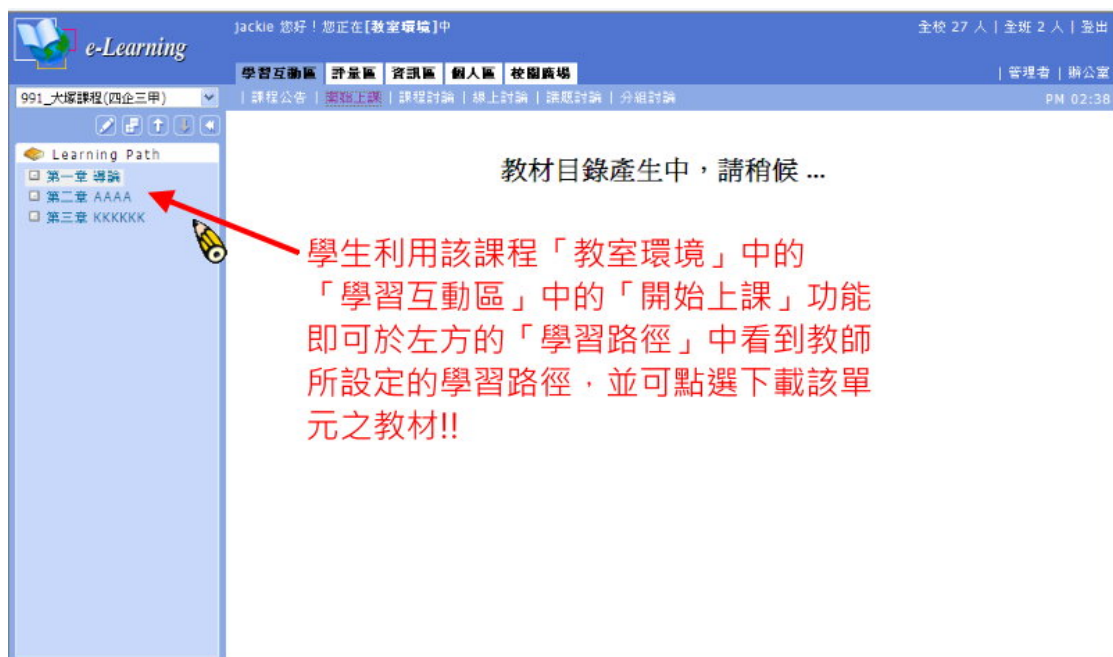 e-Learning
Jackie 您好！您正在[教室環境]中
全校 27 人 | 全班 2 人 | 登出
學習互動區 評量區 資訊區 個人區 校園廣場
| 管理者 | 辦公室
991_大塚課程(四企三甲)
| 課程公告 | 開始上課 | 課程討論 | 線上討論 | 議題討論 | 分組討論
PM 02:38
Learning Path
第一章 導論
第二章 AAAA
第三章 KKKKKK
教材目錄產生中，請稍候 ...
學生利用該課程「教室環境」中的
「學習互動區」中的「開始上課」功能
即可於左方的「學習路徑」中看到教師
所設定的學習路徑，並可點選下載該單
元之教材!!